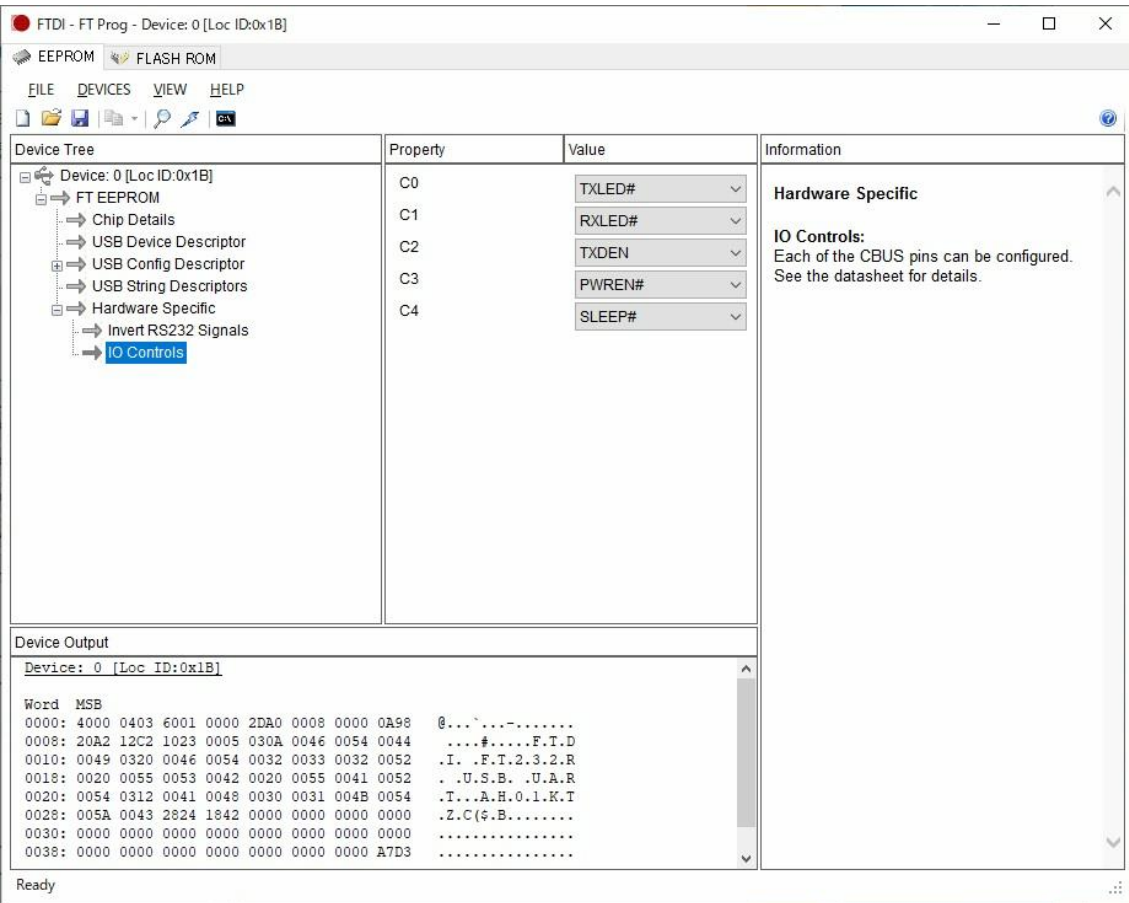 FTDI - FT Prog - Device: 0 [Loc ID:0x1B]
EEPROM FLASH ROM
FILE DEVICES VIEW HELP
Device Tree
Device: 0 [Loc ID:0x1B]
FT EEPROM
Chip Details
USB Device Descriptor
USB Config Descriptor
USB String Descriptors
Hardware Specific
Invert RS232 Signals
IO Controls
Property Value
C0 TXLED#
C1 RXLED#
C2 TXDEN
C3 PWREN#
C4 SLEEP#
Information
Hardware Specific
IO Controls:
Each of the CBUS pins can be configured.
See the datasheet for details.
Device Output
Device: 0 [Loc ID:0x1B]
Word MSB
0000: 4000 0403 6001 0000 2DA0 0008 0000 0A98 @...`...-.......
0008: 20A2 12C2 1023 0005 030A 0046 0054 0044 ....#.....F.T.D
0010: 0049 0320 0046 0054 0032 0033 0032 0052 .I. .F.T.2.3.2.R
0018: 0020 0055 0053 0042 0020 0055 0041 0052 . .U.S.B. .U.A.R
0020: 0054 0312 0041 0048 0030 0031 004B 0054 .T...A.H.0.1.K.T
0028: 005A 0043 2824 1842 0000 0000 0000 0000 .Z.C($.B........
0030: 0000 0000 0000 0000 0000 0000 0000 0000 ................
0038: 0000 0000 0000 0000 0000 0000 0000 A7D3 ................
Ready